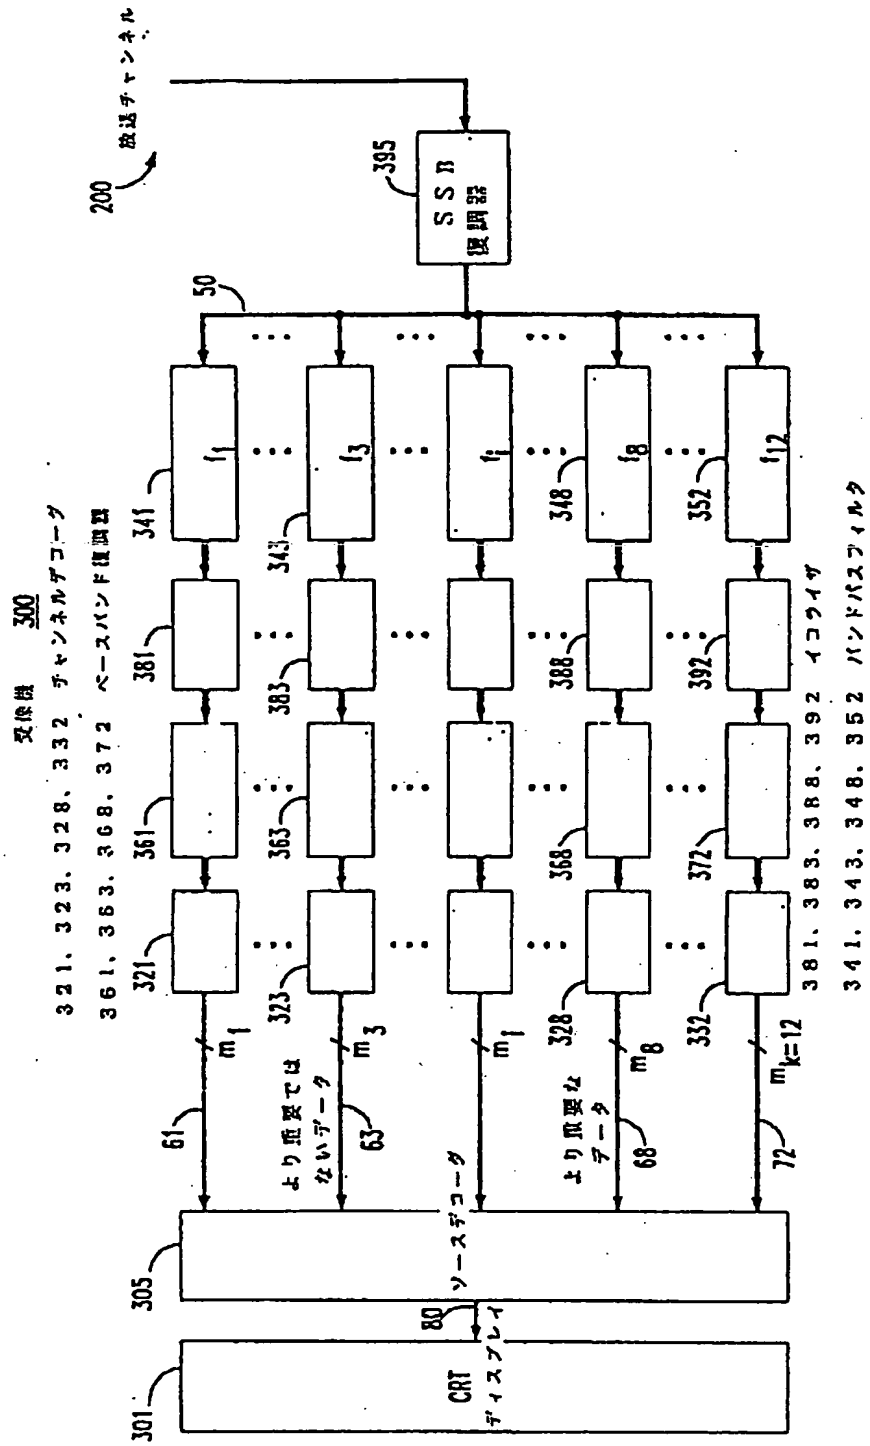 受像機 300
321、323、328、332 チャンネルデコーダ
361、363、368、372 ベースバンド復調器
放送チャンネル
200
395
SSB
復調器
50
341
f1
381
361
321
m1
61
343
f3
383
363
323
m3
より重要では
ないデータ
63
fi
mi
348
f8
388
368
328
m8
より重要な
データ
68
352
f12
392
372
332
mk=12
72
305
ソースデコーダ
80
301
CRT
ディスプレイ
381、383、388、392 イコライザ
341、343、348、352 バンドパスフィルタ